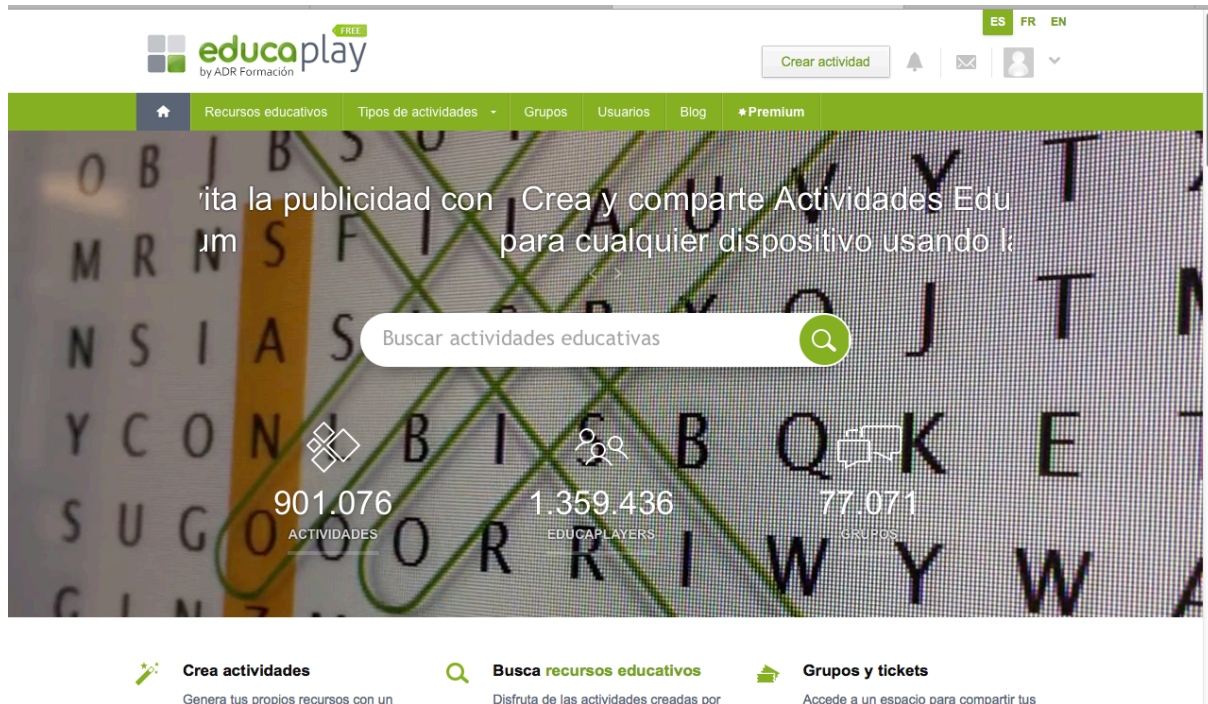 ES FR EN
FREE
educaplay
by ADR Formación
Crear actividad
Recursos educativos Tipos de actividades Grupos Usuarios Blog Premium
O B J B S O U Y T
ita la publicidad con Crea y comparte Actividades Edu
um para cualquier dispositivo usando la
M R N S F I A U V Y T
N S I A S J T
Buscar actividades educativas
Y C O N I B I S B Q K E
901.076 1.359.436 77.071
ACTIVIDADES EDUCAPLAYERS GRUPOS
S U G O O O R R I W Y W
Crea actividades Busca recursos educativos Grupos y tickets
Genera tus propios recursos con un Disfruta de las actividades creadas por Accede a un espacio para compartir tus